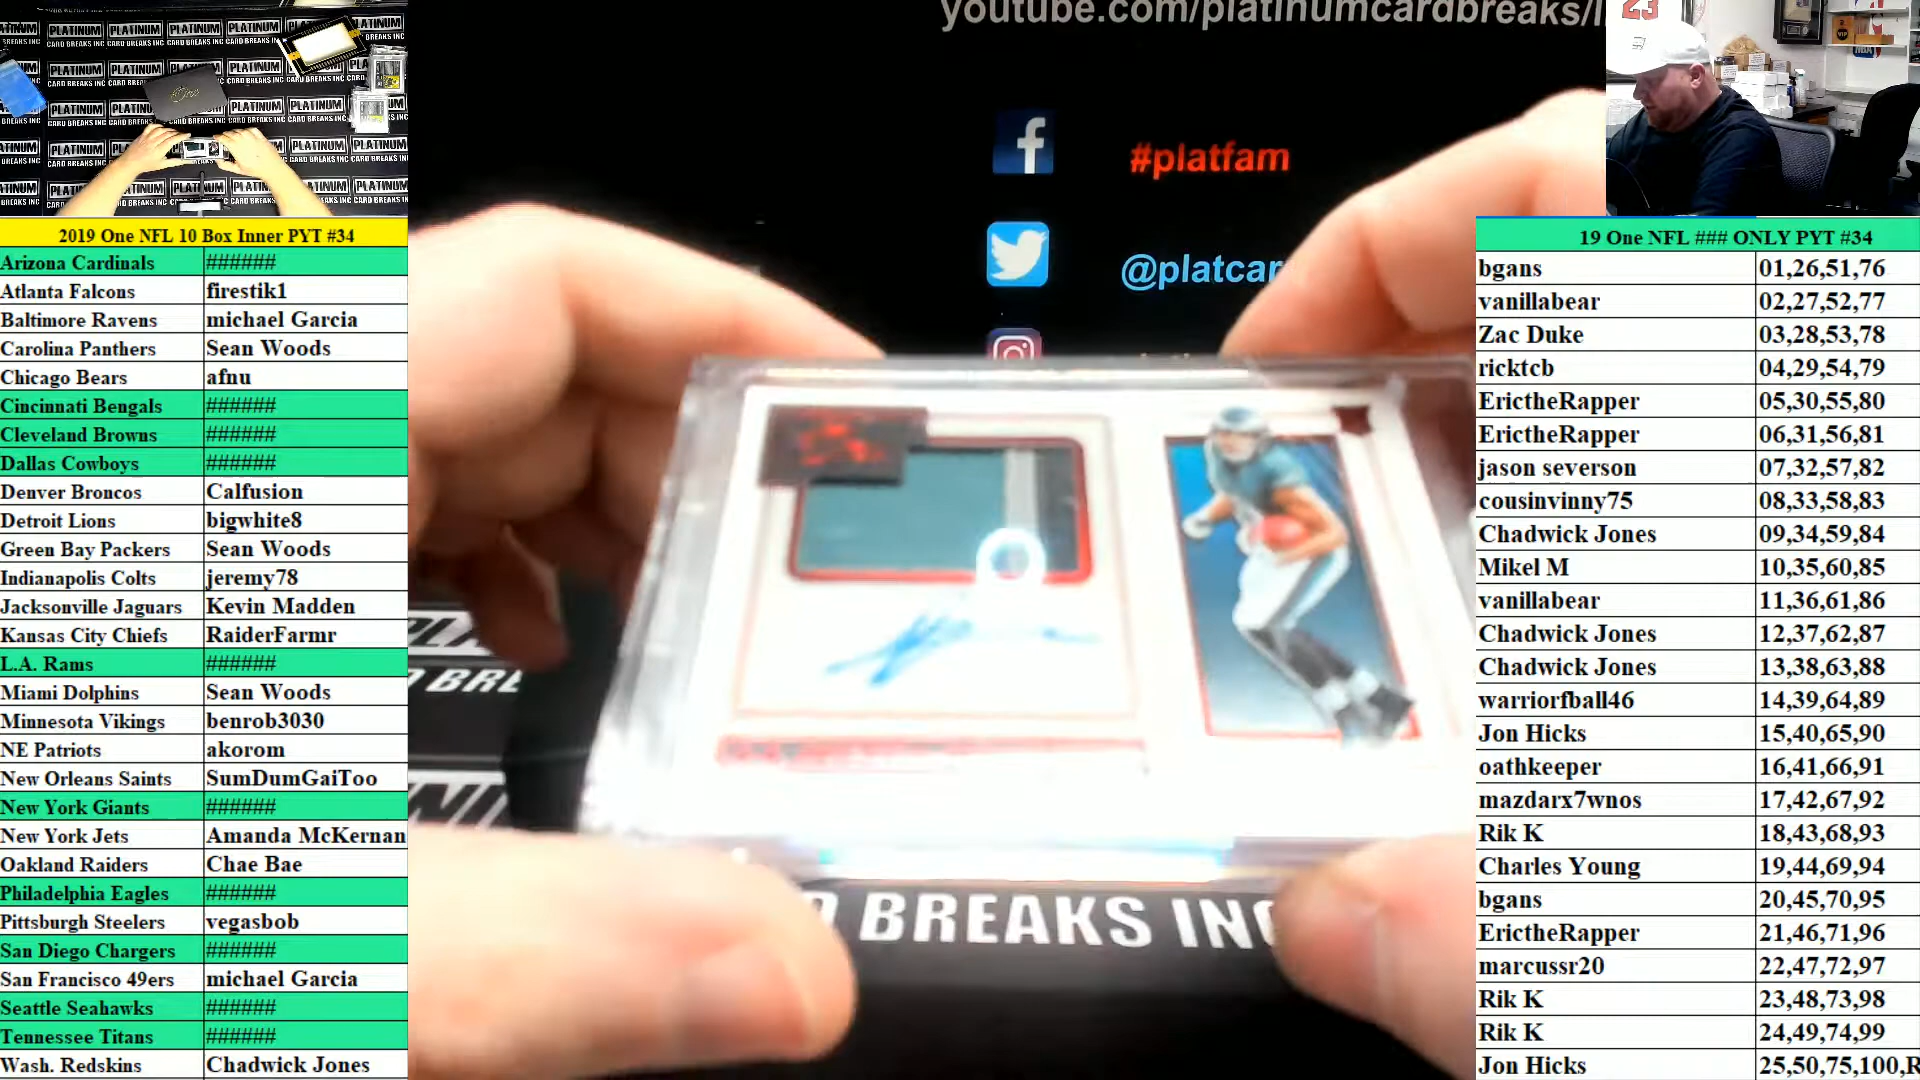 youtube.com/platinumcardbreaks/l
#platfam
@platcar
BREAKS INC
2019 One NFL 10 Box Inner PYT #34
Arizona Cardinals ######
Atlanta Falcons firestik1
Baltimore Ravens michael Garcia
Carolina Panthers Sean Woods
Chicago Bears afnu
Cincinnati Bengals ######
Cleveland Browns ######
Dallas Cowboys ######
Denver Broncos Calfusion
Detroit Lions bigwhite8
Green Bay Packers Sean Woods
Indianapolis Colts jeremy78
Jacksonville Jaguars Kevin Madden
Kansas City Chiefs RaiderFarmr
L.A. Rams ######
Miami Dolphins Sean Woods
Minnesota Vikings benrob3030
NE Patriots akorom
New Orleans Saints SumDumGaiToo
New York Giants ######
New York Jets Amanda McKernan
Oakland Raiders Chae Bae
Philadelphia Eagles ######
Pittsburgh Steelers vegasbob
San Diego Chargers ######
San Francisco 49ers michael Garcia
Seattle Seahawks ######
Tennessee Titans ######
Wash. Redskins Chadwick Jones
19 One NFL ### ONLY PYT #34
bgans 01,26,51,76
vanillabear 02,27,52,77
Zac Duke 03,28,53,78
ricktcb 04,29,54,79
ErictheRapper 05,30,55,80
ErictheRapper 06,31,56,81
jason severson 07,32,57,82
cousinvinny75 08,33,58,83
Chadwick Jones 09,34,59,84
Mikel M 10,35,60,85
vanillabear 11,36,61,86
Chadwick Jones 12,37,62,87
Chadwick Jones 13,38,63,88
warriorfball46 14,39,64,89
Jon Hicks 15,40,65,90
oathkeeper 16,41,66,91
mazdarx7wnos 17,42,67,92
Rik K 18,43,68,93
Charles Young 19,44,69,94
bgans 20,45,70,95
ErictheRapper 21,46,71,96
marcussr20 22,47,72,97
Rik K 23,48,73,98
Rik K 24,49,74,99
Jon Hicks 25,50,75,100,R